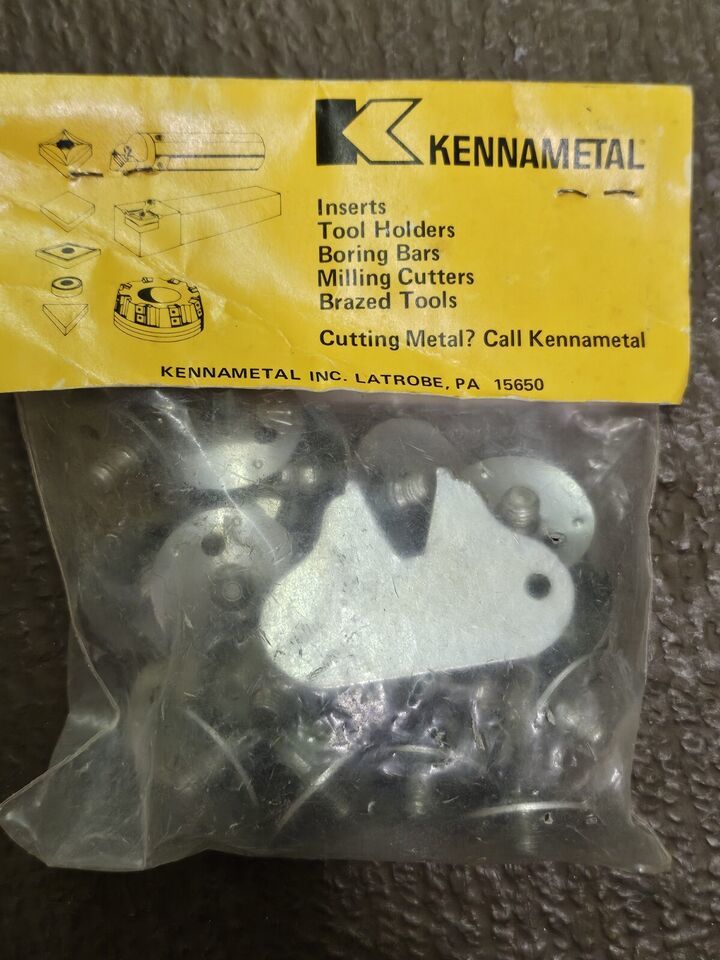 KENNAMETAL
Inserts
Tool Holders
Boring Bars
Milling Cutters
Brazed Tools
Cutting Metal? Call Kennametal
KENNAMETAL INC. LATROBE, PA 15650